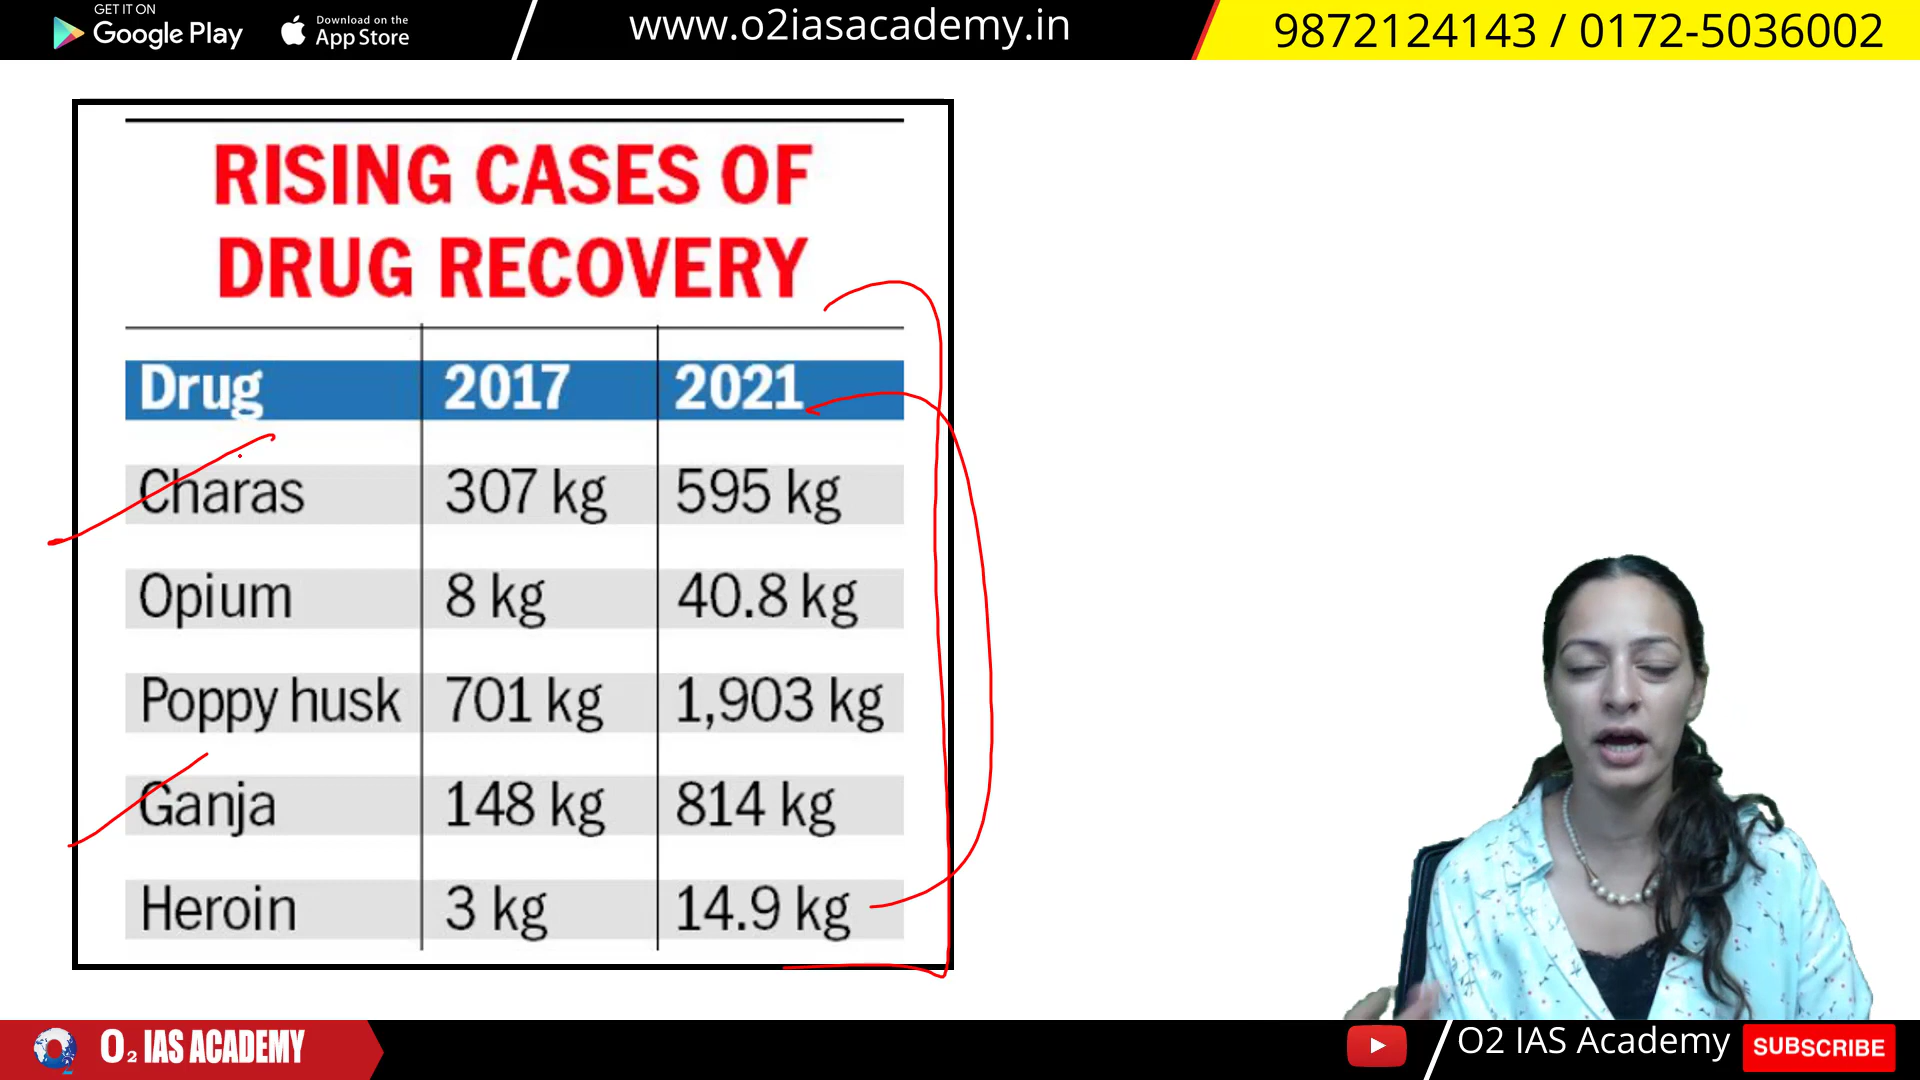 GET IT ON
Google Play
Download on the
App Store
www.o2iasacademy.in
9872124143 / 0172-5036002
RISING CASES OF
DRUG RECOVERY
Drug 2017 2021
Charas 307 kg 595 kg
Opium 8 kg 40.8 kg
Poppy husk 701 kg 1,903 kg
Ganja 148 kg 814 kg
Heroin 3 kg 14.9 kg
O2 IAS ACADEMY
O2 IAS Academy
SUBSCRIBE